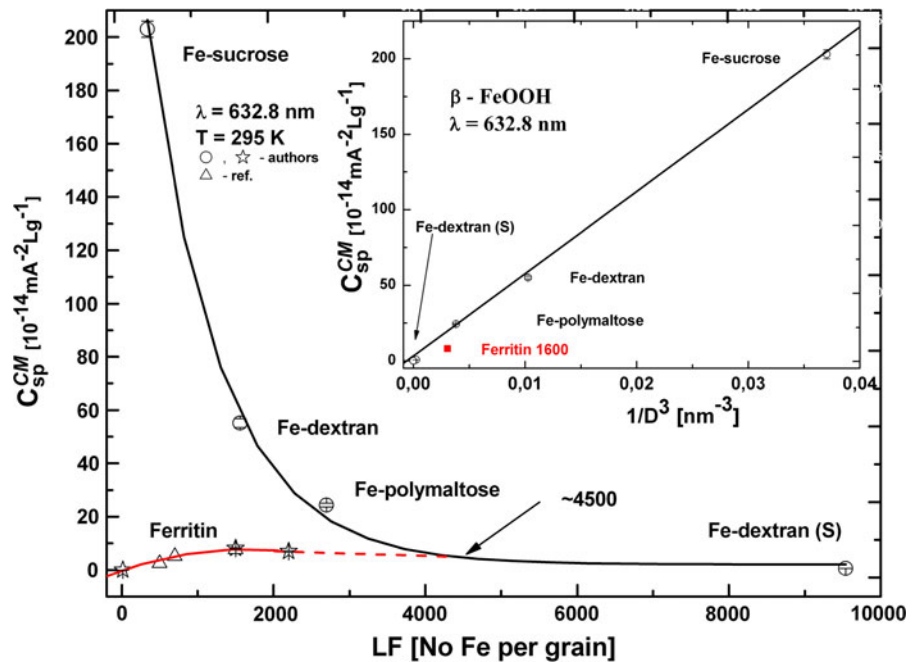 Fe-sucrose
λ = 632.8 nm
T = 295 K
, - authors
- ref.
C_sp^CM [10^-14 mA^-2 Lg^-1]
200
180
160
140
120
100
80
60
40
20
0
Fe-dextran
Fe-polymaltose
Ferritin
~4500
Fe-dextran (S)
0 2000 4000 6000 8000 10000
LF [No Fe per grain]
Fe-sucrose
β - FeOOH
λ = 632.8 nm
C_sp^CM [10^-14 mA^-2 Lg^-1]
200
150
100
50
0
Fe-dextran (S)
Fe-dextran
Fe-polymaltose
Ferritin 1600
0,00 0,01 0,02 0,03 0,04
1/D^3 [nm^-3]